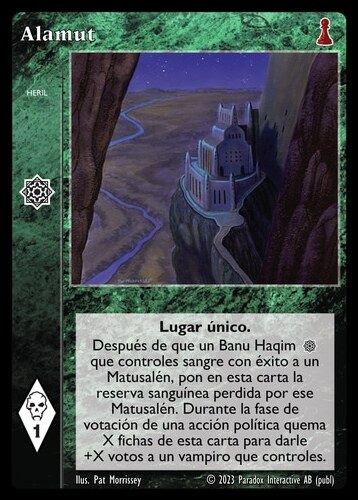 Alamut
HERIL
Lugar único.
Después de que un Banu Haqim
que controles sangre con éxito a un
Matusalén, pon en esta carta la
reserva sanguínea perdida por ese
Matusalén. Durante la fase de
votación de una acción política quema
X fichas de esta carta para darle
+X votos a un vampiro que controles.
1
Ilus. Pat Morrissey
© 2023 Paradox Interactive AB (publ)